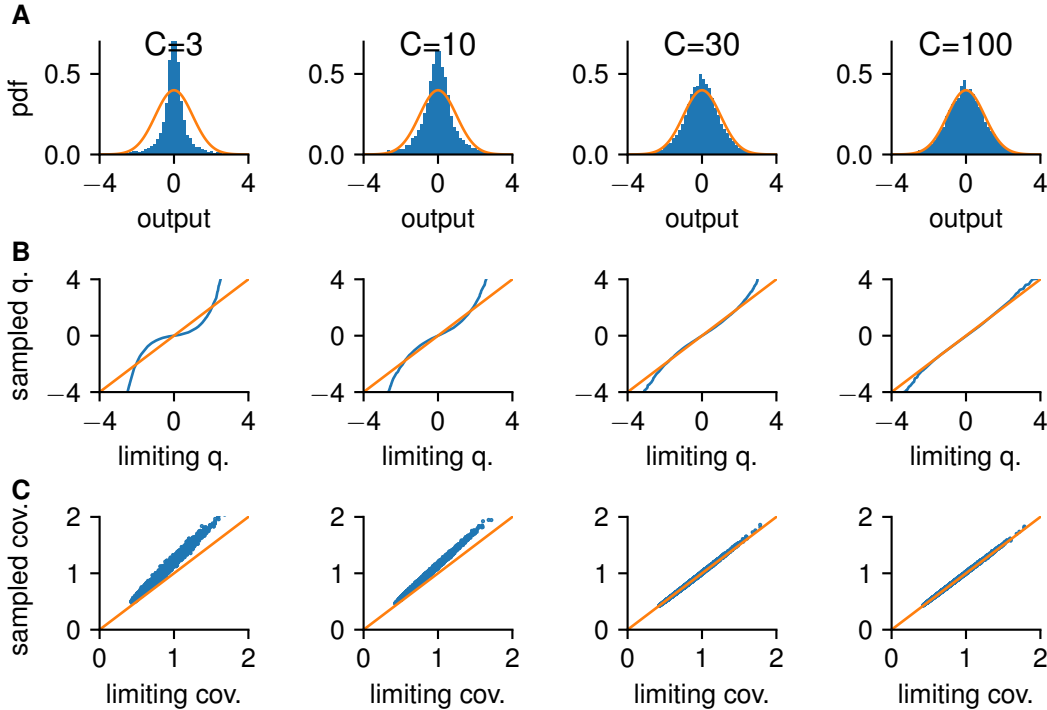 A
C=3 C=10 C=30 C=100
pdf
0.5 0.5 0.5 0.5
0.0 0.0 0.0 0.0
−4 0 4 −4 0 4 −4 0 4 −4 0 4
output output output output
B
sampled q.
4 4 4 4
0 0 0 0
−4 −4 −4 −4
−4 0 4 −4 0 4 −4 0 4 −4 0 4
limiting q. limiting q. limiting q. limiting q.
C
sampled cov.
2 2 2 2
1 1 1 1
0 0 0 0
0 1 2 0 1 2 0 1 2 0 1 2
limiting cov. limiting cov. limiting cov. limiting cov.